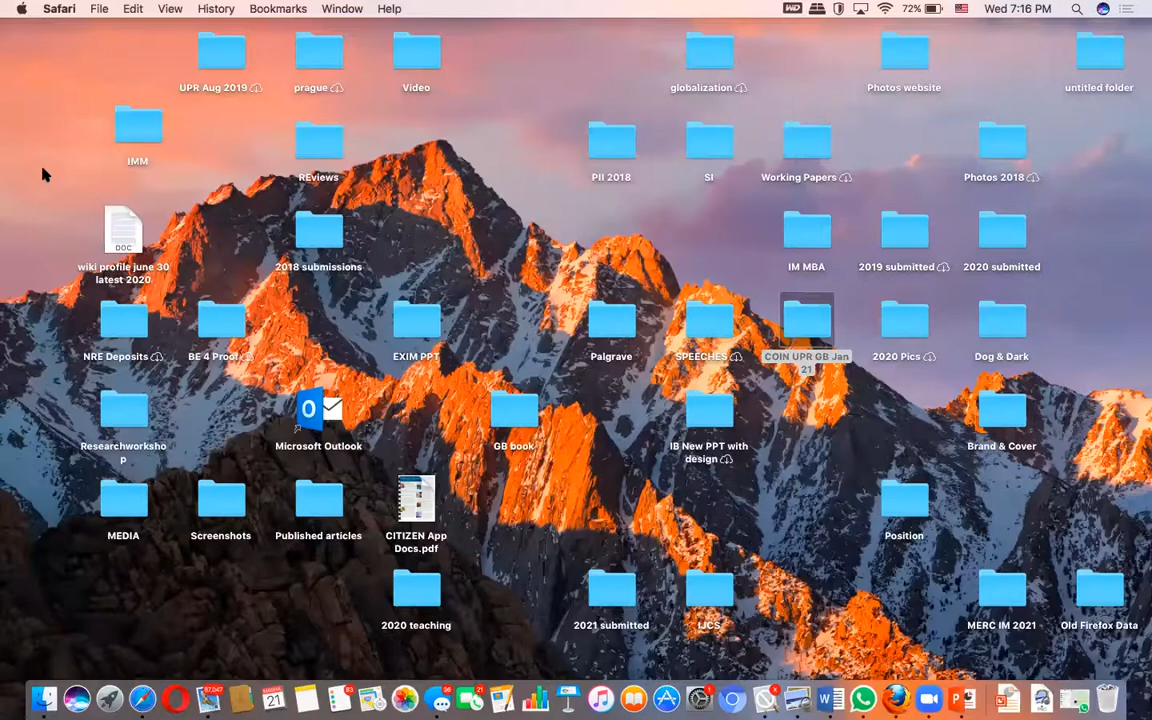 Safari File Edit View History Bookmarks Window Help WD 72% Wed 7:16 PM
UPR Aug 2019
prague
Video
globalization
Photos website
untitled folder
IMM
REviews
PII 2018
SI
Working Papers
Photos 2018
DOC
wiki profile june 30
latest 2020
2018 submissions
IM MBA
2019 submitted
2020 submitted
NRE Deposits
BE 4 Proof
EXIM PPT
Palgrave
SPEECHES
COIN UPR GB Jan
21
2020 Pics
Dog & Dark
Researchworksho
p
Microsoft Outlook
GB book
IB New PPT with
design
Brand & Cover
MEDIA
Screenshots
Published articles
CITIZEN App
Docs.pdf
Position
2020 teaching
2021 submitted
IJCS
MERC IM 2021
Old Firefox Data